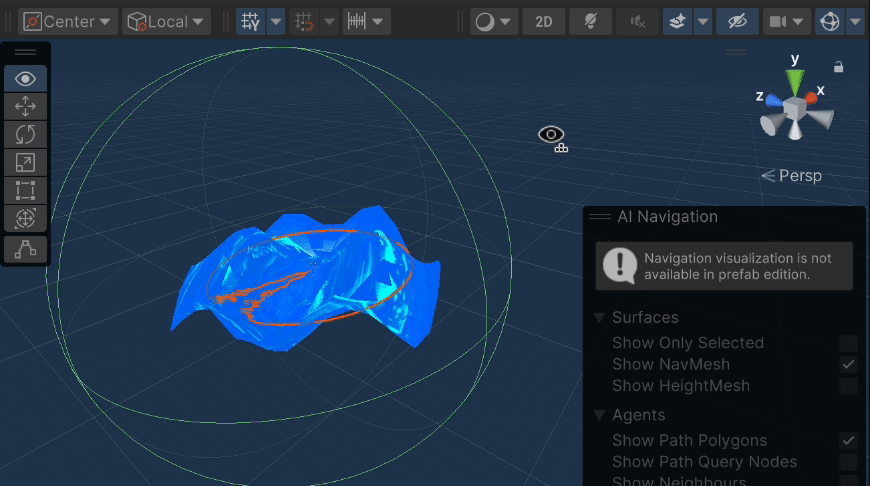 Center
Local
2D
y
z
x
Persp
AI Navigation
Navigation visualization is not
available in prefab edition.
Surfaces
Show Only Selected
Show NavMesh
Show HeightMesh
Agents
Show Path Polygons
Show Path Query Nodes
Show Neighbours